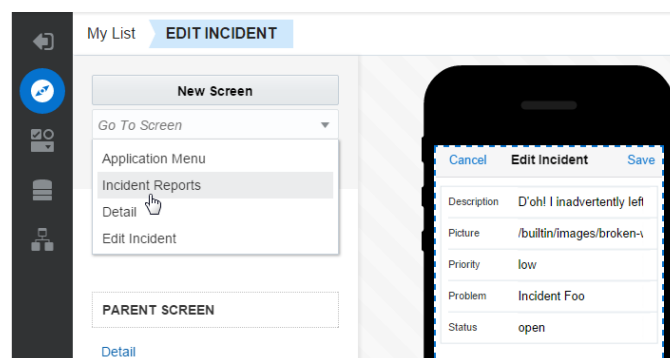 My List
EDIT INCIDENT
New Screen
Go To Screen
Application Menu
Incident Reports
Detail
Edit Incident
PARENT SCREEN
Detail
Cancel Edit Incident Save
Description D'oh! I inadvertently left
Picture /builtin/images/broken-
Priority low
Problem Incident Foo
Status open